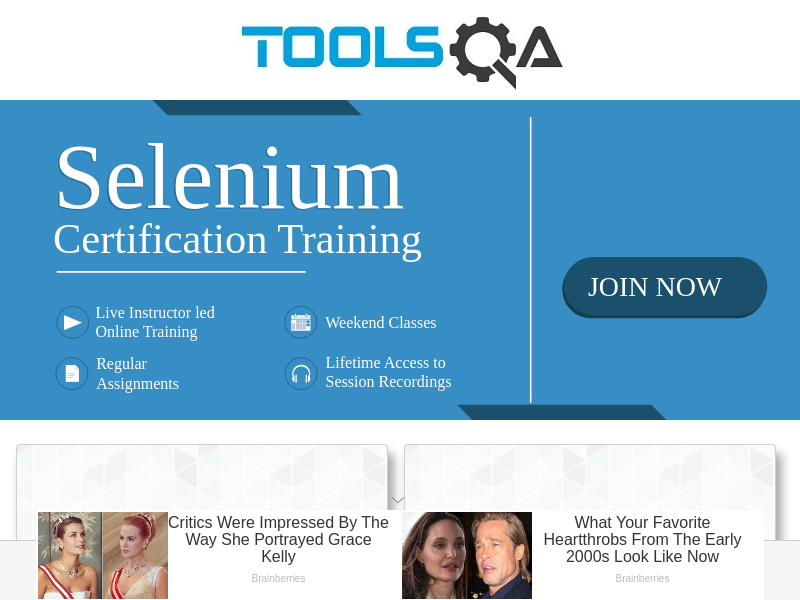 TOOLSQA
Selenium
Certification Training
JOIN NOW
Live Instructor led
Online Training
Weekend Classes
Regular
Assignments
Lifetime Access to
Session Recordings
Critics Were Impressed By The
Way She Portrayed Grace
Kelly
Brainberries
What Your Favorite
Heartthrobs From The Early
2000s Look Like Now
Brainberries